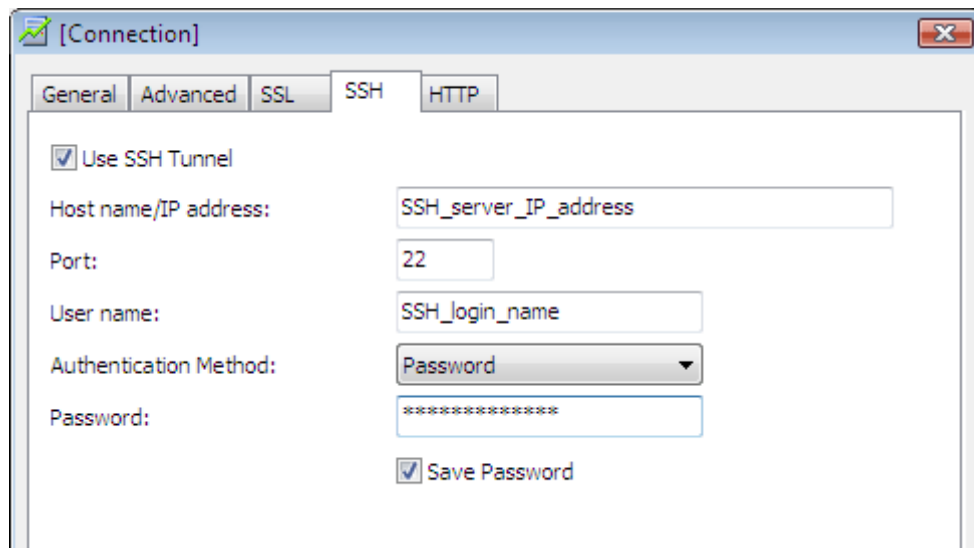 [Connection]
General Advanced SSL SSH HTTP
Use SSH Tunnel
Host name/IP address: SSH_server_IP_address
Port: 22
User name: SSH_login_name
Authentication Method: Password
Password: *************
Save Password